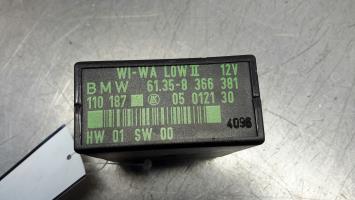 WI-WA LOW II 12V
BMW 61.35-8 366 381
110 187 05 0121 30
HW 01 SW 00
4096